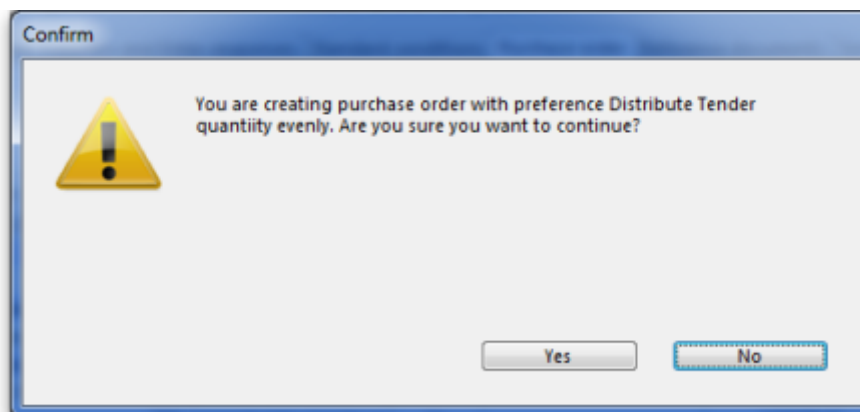 Confirm
You are creating purchase order with preference Distribute Tender
quantiity evenly. Are you sure you want to continue?
Yes
No